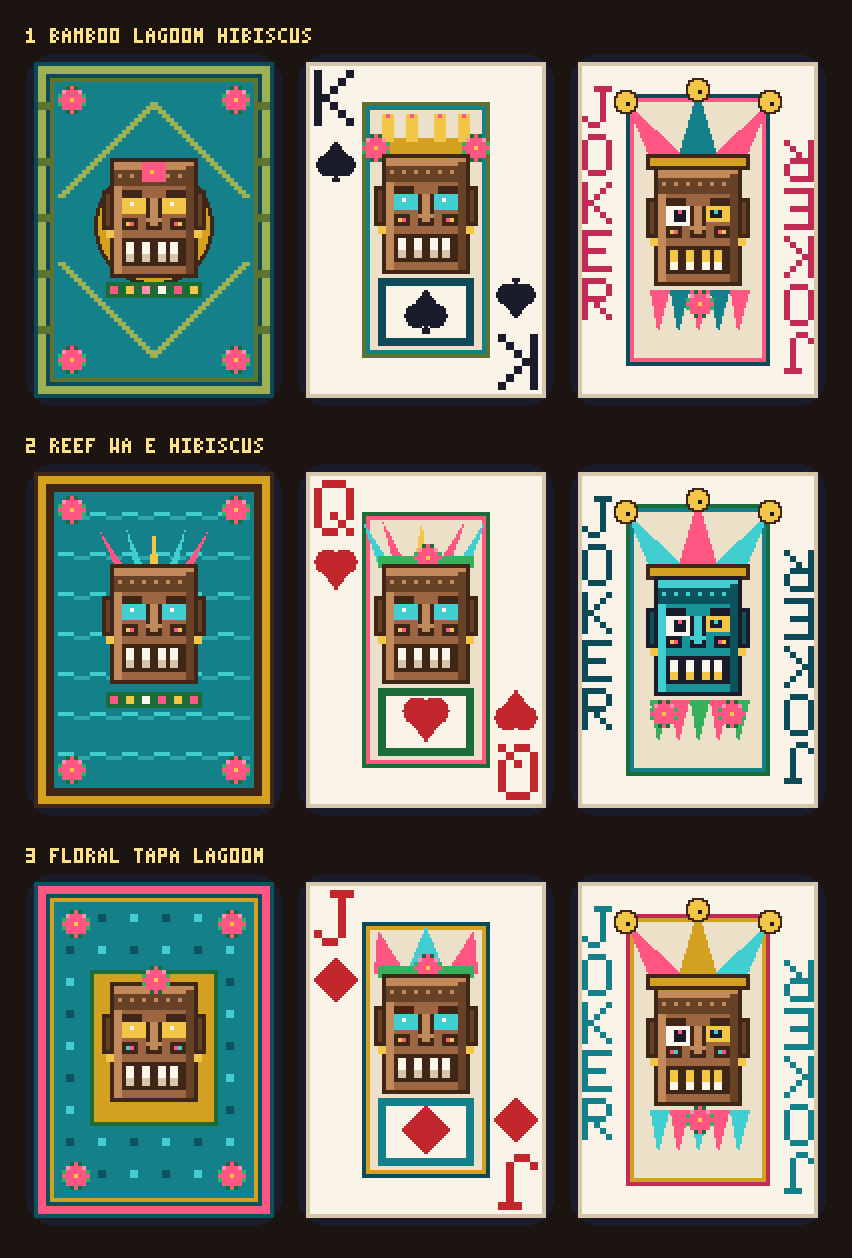 1 BAMBOO LAGOON HIBISCUS
K
K
JOKER
JOKER
2 REEF WA E HIBISCUS
Q
Q
JOKER
JOKER
3 FLORAL TAPA LAGOON
J
J
JOKER
JOKER